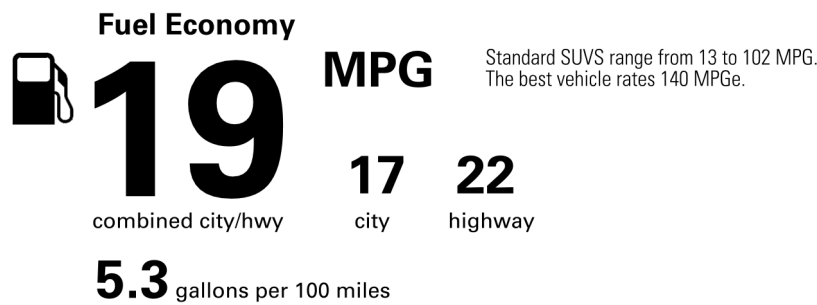 Fuel Economy
19
MPG
Standard SUVS range from 13 to 102 MPG.
The best vehicle rates 140 MPGe.
17 22
combined city/hwy city highway
5.3 gallons per 100 miles